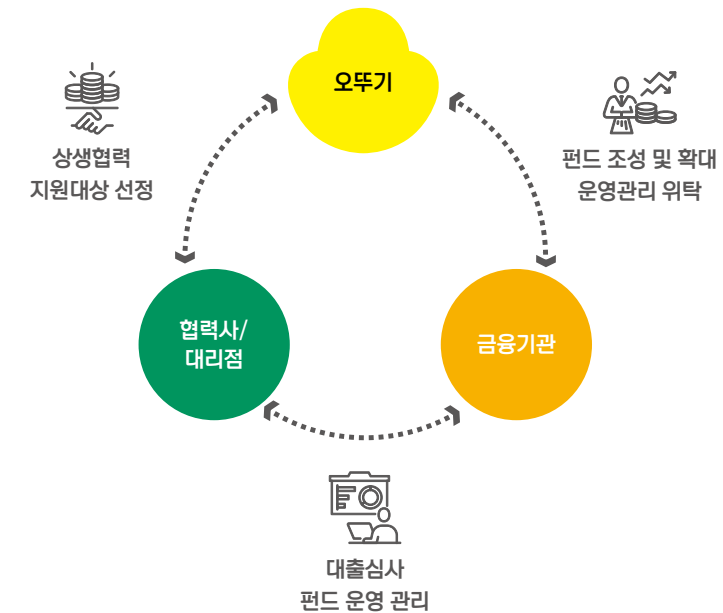 오뚜기
상생협력
지원대상 선정
펀드 조성 및 확대
운영관리 위탁
협력사/
대리점
금융기관
대출심사
펀드 운영 관리